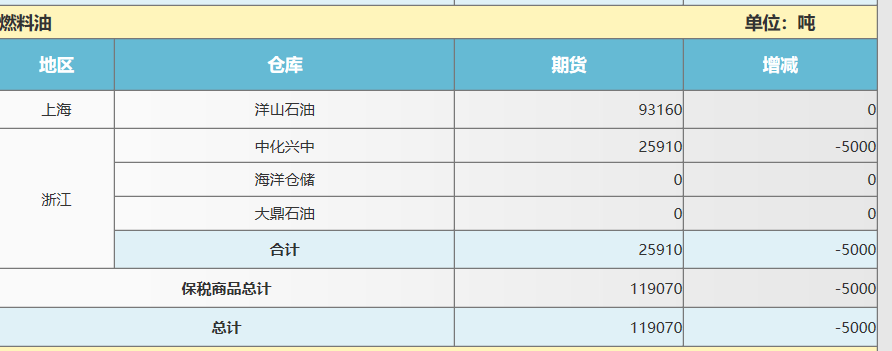 燃料油 单位：吨
地区 仓库 期货 增减
上海 洋山石油 93160 0
浙江 中化兴中 25910 -5000
海洋仓储 0 0
大鼎石油 0 0
合计 25910 -5000
保税商品总计 119070 -5000
总计 119070 -5000